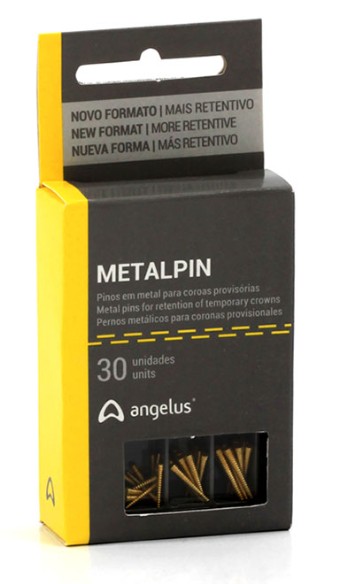 NOVO FORMATO | MAIS RETENTIVO
NEW FORMAT | MORE RETENTIVE
NUEVA FORMA | MÁS RETENTIVO
METALPIN
Pinos em metal para coroas provisórias
Metal pins for retention of temporary crowns
Pernos metálicos para coronas provisionales
30 unidades
units
angelus®